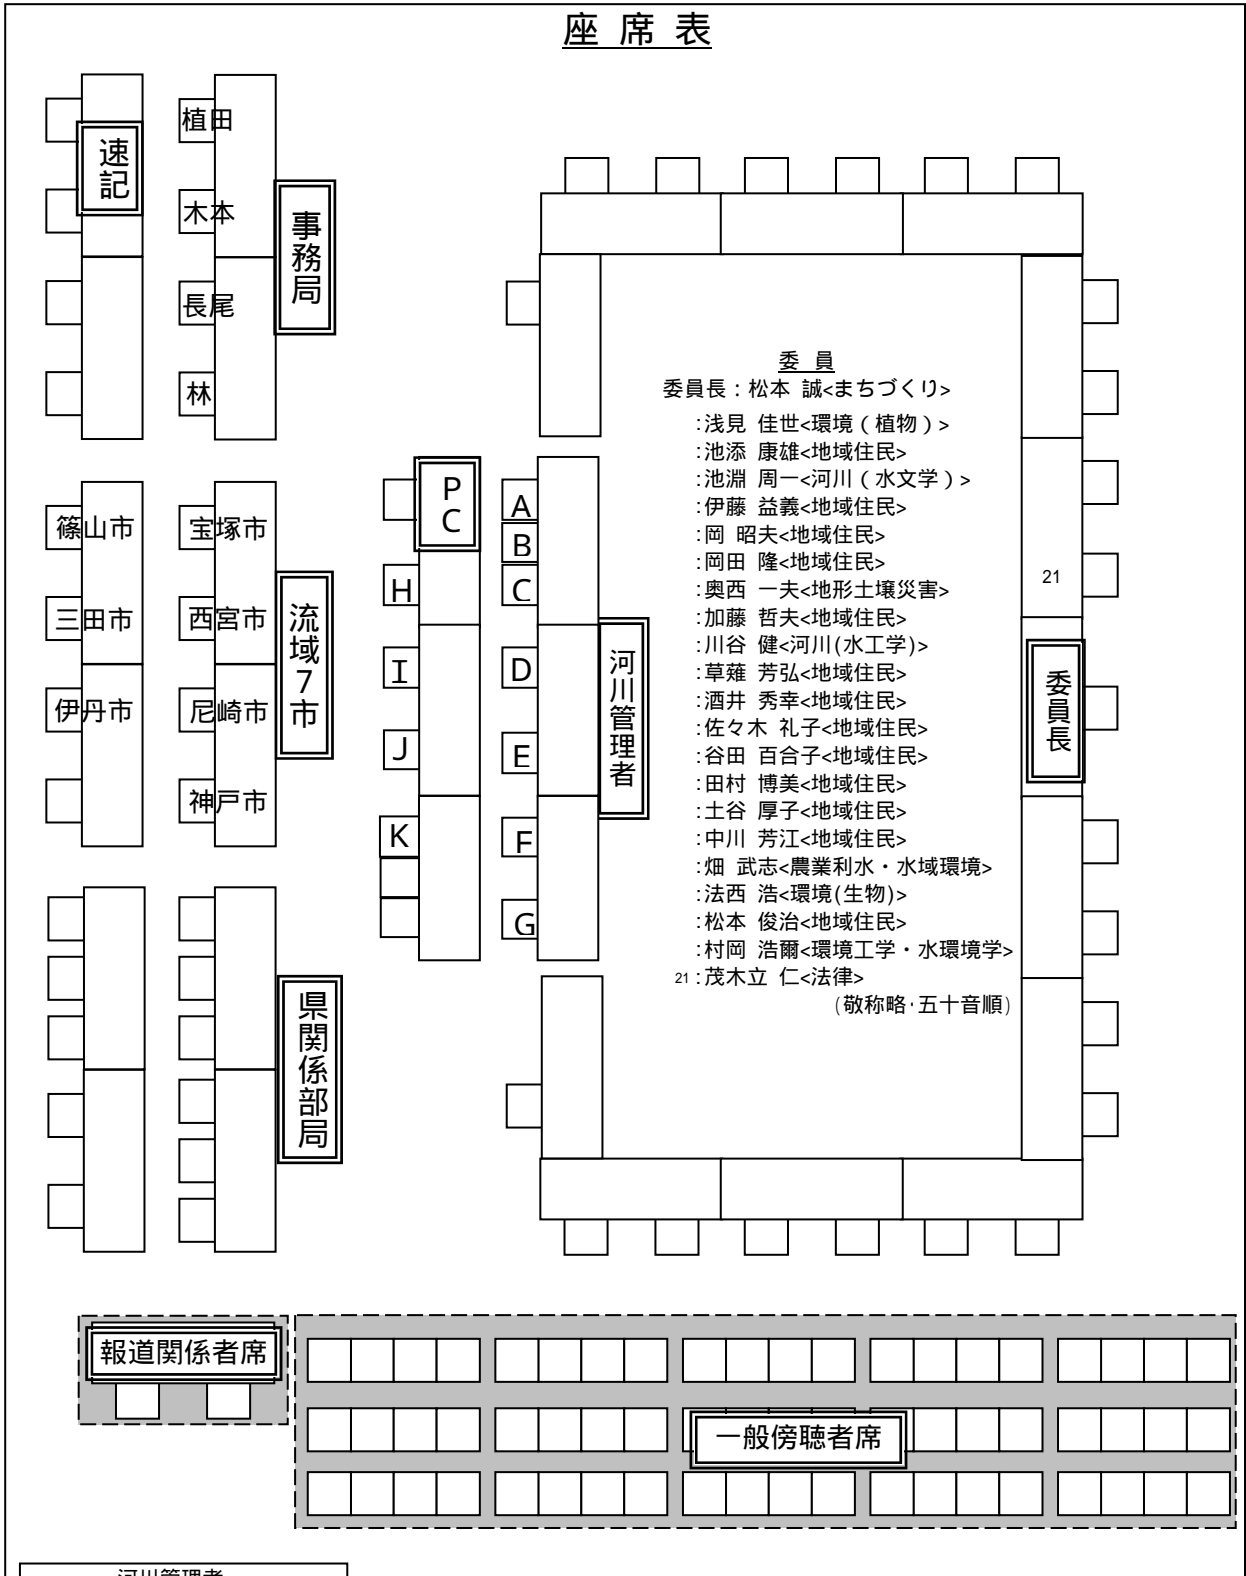 座 席 表
速記
植田
木本
長尾
林
事務局
篠山市
三田市
伊丹市
宝塚市
西宮市
尼崎市
神戸市
流域7市
県関係部局
PC
H
I
J
K
A
B
C
D
E
F
G
河川管理者
委 員
委員長：松本 誠<まちづくり>
:浅見 佳世<環境（植物）>
:池添 康雄<地域住民>
:池淵 周一<河川（水文学）>
:伊藤 益義<地域住民>
:岡 昭夫<地域住民>
:岡田 隆<地域住民>
:奥西 一夫<地形土壌災害>
:加藤 哲夫<地域住民>
:川谷 健<河川(水工学)>
:草薙 芳弘<地域住民>
:酒井 秀幸<地域住民>
:佐々木 礼子<地域住民>
:谷田 百合子<地域住民>
:田村 博美<地域住民>
:土谷 厚子<地域住民>
:中川 芳江<地域住民>
:畑 武志<農業利水・水域環境>
:法西 浩<環境(生物)>
:松本 俊治<地域住民>
:村岡 浩爾<環境工学・水環境学>
21:茂木立 仁<法律>
(敬称略･五十音順)
21
委員長
報道関係者席
一般傍聴者席
河川管理者